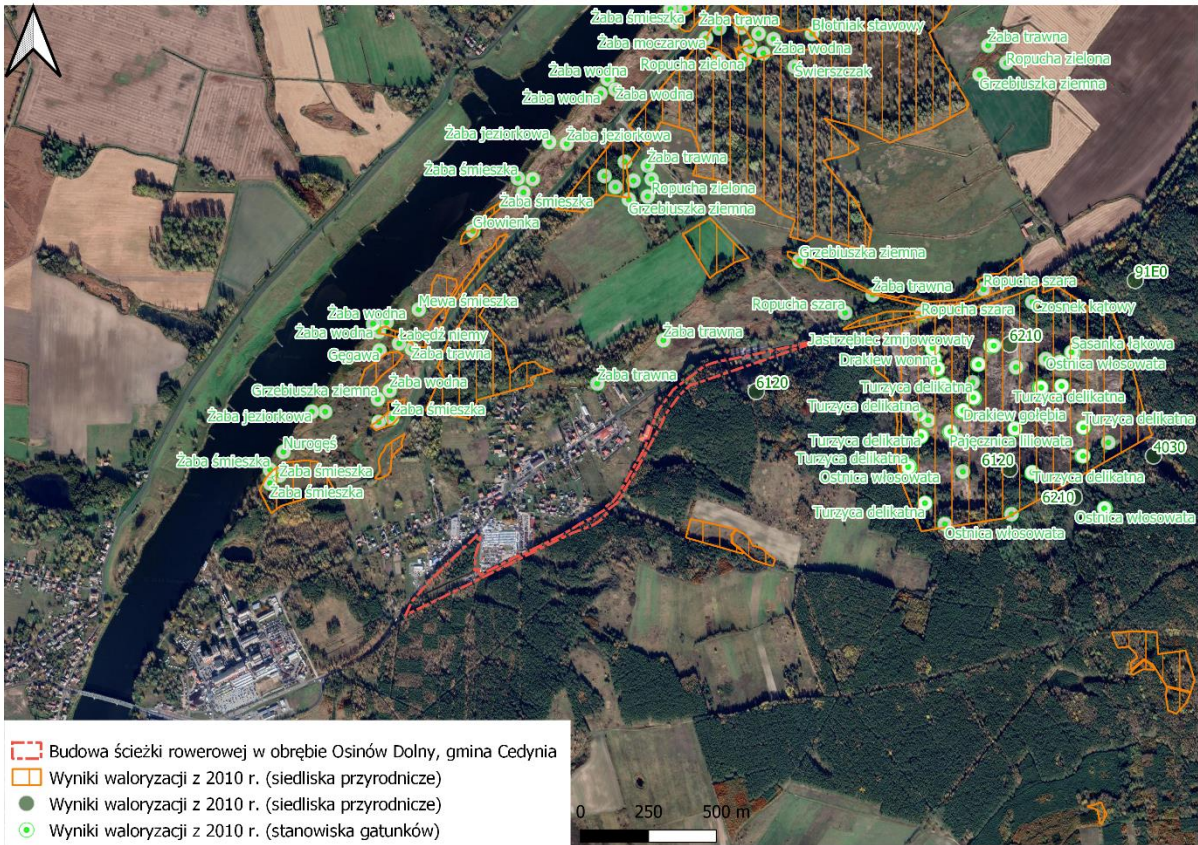 Żaba śmieszka
Żaba trawna
Błotniak stawowy
Żaba moczarowa
Żaba wodna
Żaba trawna
Ropucha zielona
Ropucha zielona
Świerszczak
Grzebiuszka ziemna
Żaba wodna
Żaba wodna
Żaba wodna
Żaba jeziorkowa
Żaba jeziorkowa
Żaba trawna
Żaba śmieszka
Ropucha zielona
Żaba śmieszka
Grzebiuszka ziemna
Głowienka
Grzebiuszka ziemna
Żaba trawna
Ropucha szara
91E0
Mewa śmieszka
Ropucha szara
Ropucha szara
Czosnek kątowy
Żaba wodna
Żaba wodna
Łabędź niemy
Żaba trawna
Jastrzębiec żmijowcowaty
6210
Sasanka łąkowa
Gęgawa
Żaba trawna
Drakiew wonna
Ostnica włosowata
Żaba trawna
6120
Grzebiuszka ziemna
Żaba wodna
Turzyca delikatna
Turzyca delikatna
Żaba jeziorkowa
Żaba śmieszka
Turzyca delikatna
Drakiew gołębia
Turzyca delikatna
Nurogęś
Turzyca delikatna
Pajęcznica liliowata
Żaba śmieszka
Żaba śmieszka
Turzyca delikatna
6120
4030
Żaba śmieszka
Ostnica włosowata
Turzyca delikatna
6210
Turzyca delikatna
Ostnica włosowata
Ostnica włosowata
Budowa ścieżki rowerowej w obrębie Osinów Dolny, gmina Cedynia
Wyniki waloryzacji z 2010 r. (siedliska przyrodnicze)
Wyniki waloryzacji z 2010 r. (siedliska przyrodnicze)
Wyniki waloryzacji z 2010 r. (stanowiska gatunków)
0 250 500 m